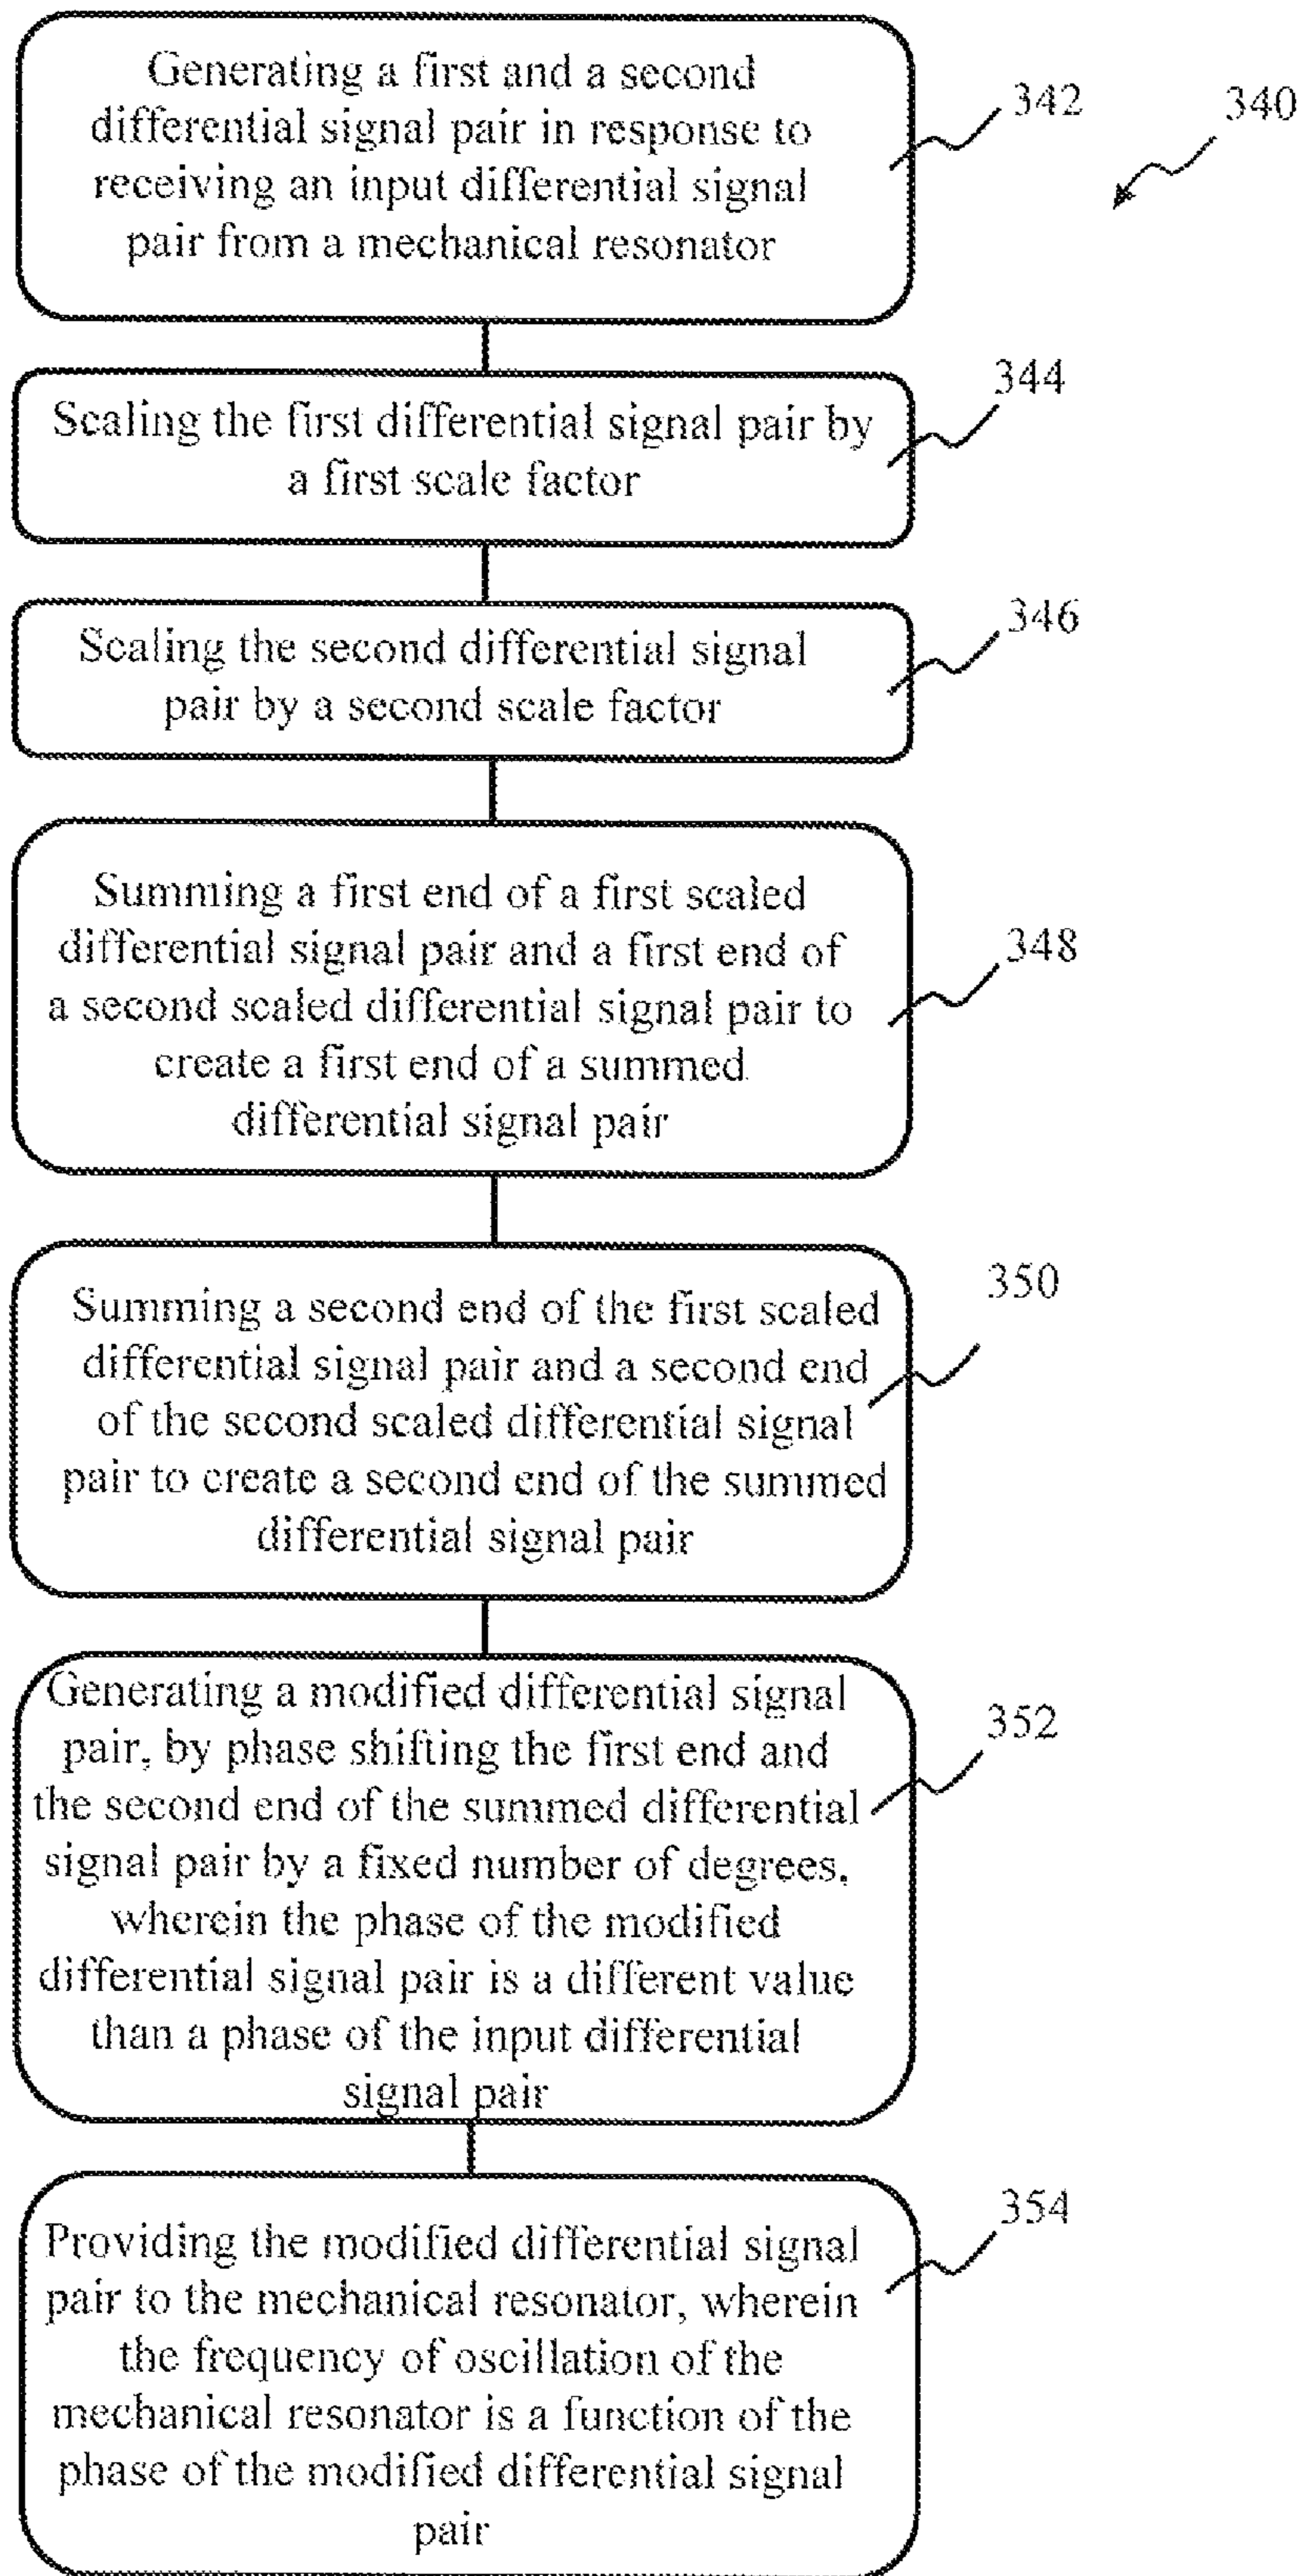 Generating a first and a second
differential signal pair in response to
receiving an input differential signal
pair from a mechanical resonator
342
340
Scaling the first differential signal pair by
a first scale factor
344
Scaling the second differential signal
pair by a second scale factor
346
Summing a first end of a first scaled
differential signal pair and a first end of
a second scaled differential signal pair to
create a first end of a summed
differential signal pair
348
Summing a second end of the first scaled
differential signal pair and a second end
of the second scaled differential signal
pair to create a second end of the summed
differential signal pair
350
Generating a modified differential signal
pair, by phase shifting the first end and
the second end of the summed differential
signal pair by a fixed number of degrees,
wherein the phase of the modified
differential signal pair is a different value
than a phase of the input differential
signal pair
352
Providing the modified differential signal
pair to the mechanical resonator, wherein
the frequency of oscillation of the
mechanical resonator is a function of the
phase of the modified differential signal
pair
354